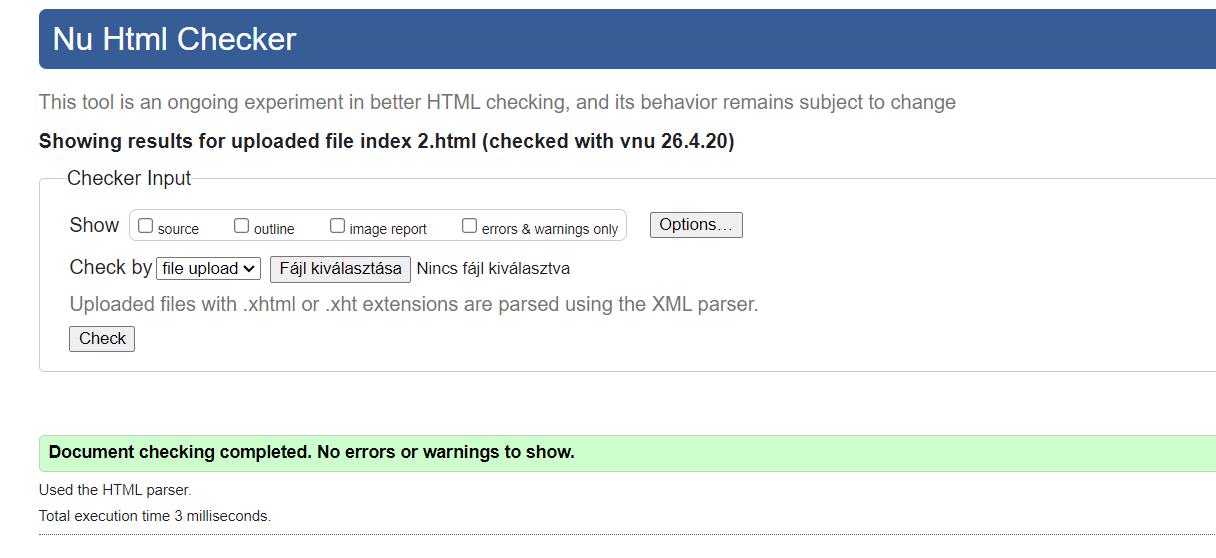 Nu Html Checker
This tool is an ongoing experiment in better HTML checking, and its behavior remains subject to change
Showing results for uploaded file index 2.html (checked with vnu 26.4.20)
Checker Input
Show source outline image report errors & warnings only Options…
Check by file upload Fájl kiválasztása Nincs fájl kiválasztva
Uploaded files with .xhtml or .xht extensions are parsed using the XML parser.
Check
Document checking completed. No errors or warnings to show.
Used the HTML parser.
Total execution time 3 milliseconds.